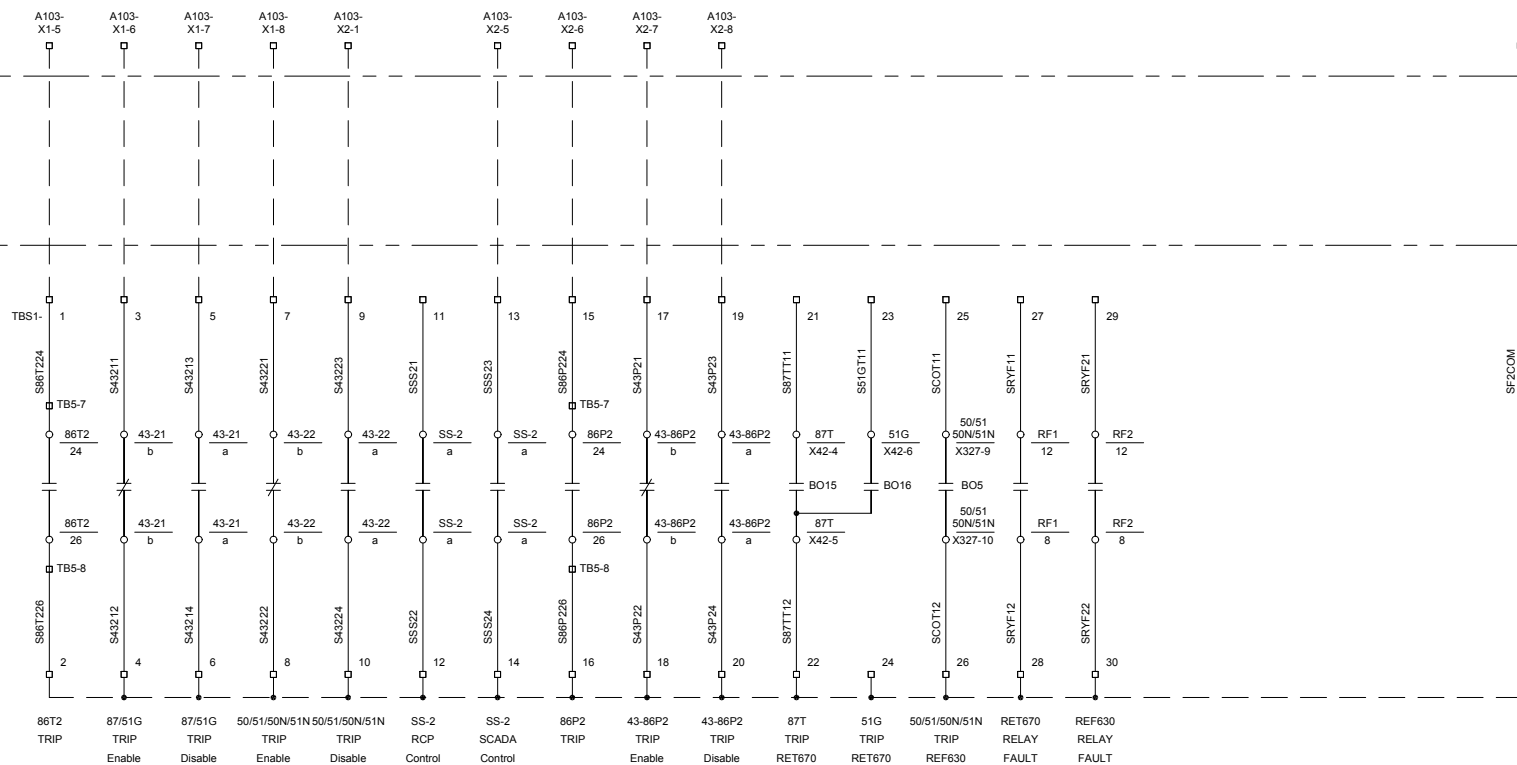 A103- A103- A103- A103- A103- A103- A103- A103- A103-
X1-5 X1-6 X1-7 X1-8 X2-1 X2-5 X2-6 X2-7 X2-8
TBS1- 1 3 5 7 9 11 13 15 17 19 21 23 25 27 29
S86T224 S43211 S43213 S43221 S43223 SSS21 SSS23 S86P224 S43P21 S43P23 S87TT11 S51GT11 SCOT11 SRYF11 SRYF21 SF2COM
TB5-7 TB5-7
50/51
86T2 43-21 43-21 43-22 43-22 SS-2 SS-2 86P2 43-86P2 43-86P2 87T 51G 50N/51N RF1 RF2
24 b a b a a a 24 b a X42-4 X42-6 X327-9 12 12
BO15 BO16 BO5
50/51
86T2 43-21 43-21 43-22 43-22 SS-2 SS-2 86P2 43-86P2 43-86P2 87T 50N/51N RF1 RF2
26 b a b a a a 26 b a X42-5 X327-10 8 8
TB5-8 TB5-8
S86T226 S43212 S43214 S43222 S43224 SSS22 SSS24 S86P226 S43P22 S43P24 S87TT12 SCOT12 SRYF12 SRYF22
2 4 6 8 10 12 14 16 18 20 22 24 26 28 30
86T2 87/51G 87/51G 50/51/50N/51N 50/51/50N/51N SS-2 SS-2 86P2 43-86P2 43-86P2 87T 51G 50/51/50N/51N RET670 REF630
TRIP TRIP TRIP TRIP TRIP RCP SCADA TRIP TRIP TRIP TRIP TRIP TRIP RELAY RELAY
Enable Disable Enable Disable Control Control Enable Disable RET670 RET670 REF630 FAULT FAULT